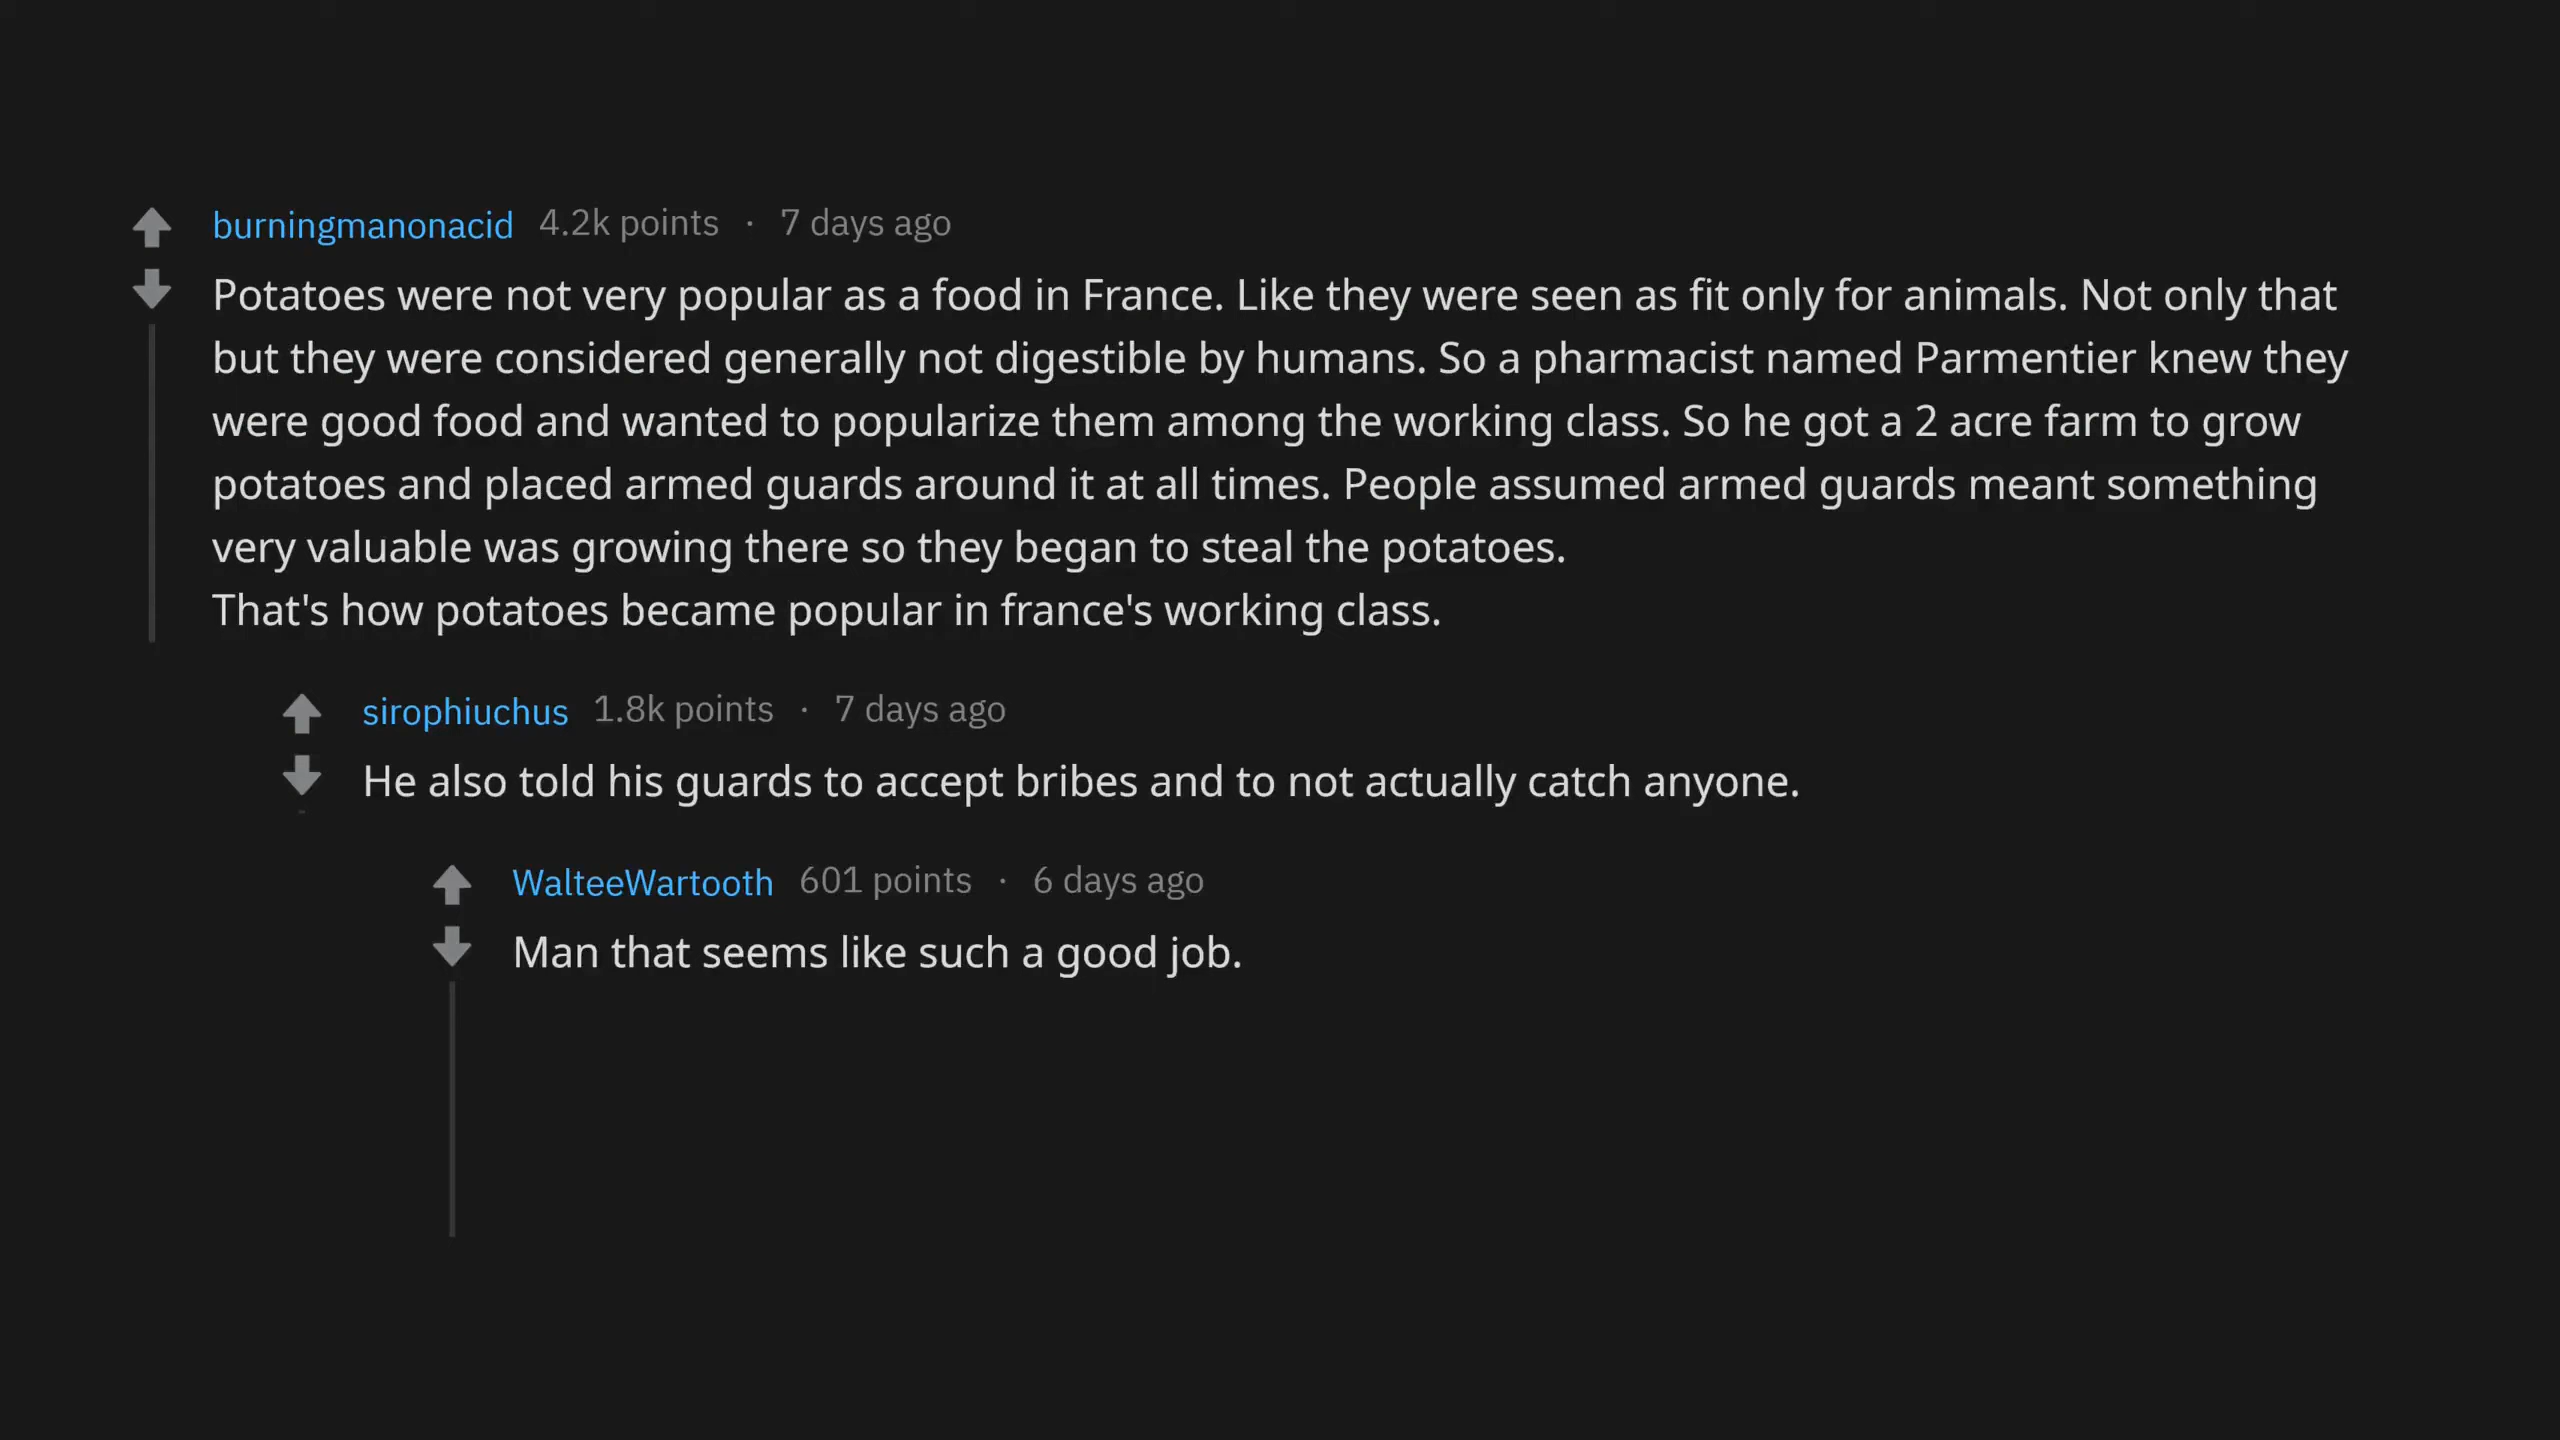 burningmanonacid 4.2k points · 7 days ago
Potatoes were not very popular as a food in France. Like they were seen as fit only for animals. Not only that
but they were considered generally not digestible by humans. So a pharmacist named Parmentier knew they
were good food and wanted to popularize them among the working class. So he got a 2 acre farm to grow
potatoes and placed armed guards around it at all times. People assumed armed guards meant something
very valuable was growing there so they began to steal the potatoes.
That's how potatoes became popular in france's working class.
sirophiuchus 1.8k points · 7 days ago
He also told his guards to accept bribes and to not actually catch anyone.
WalteeWartooth 601 points · 6 days ago
Man that seems like such a good job.